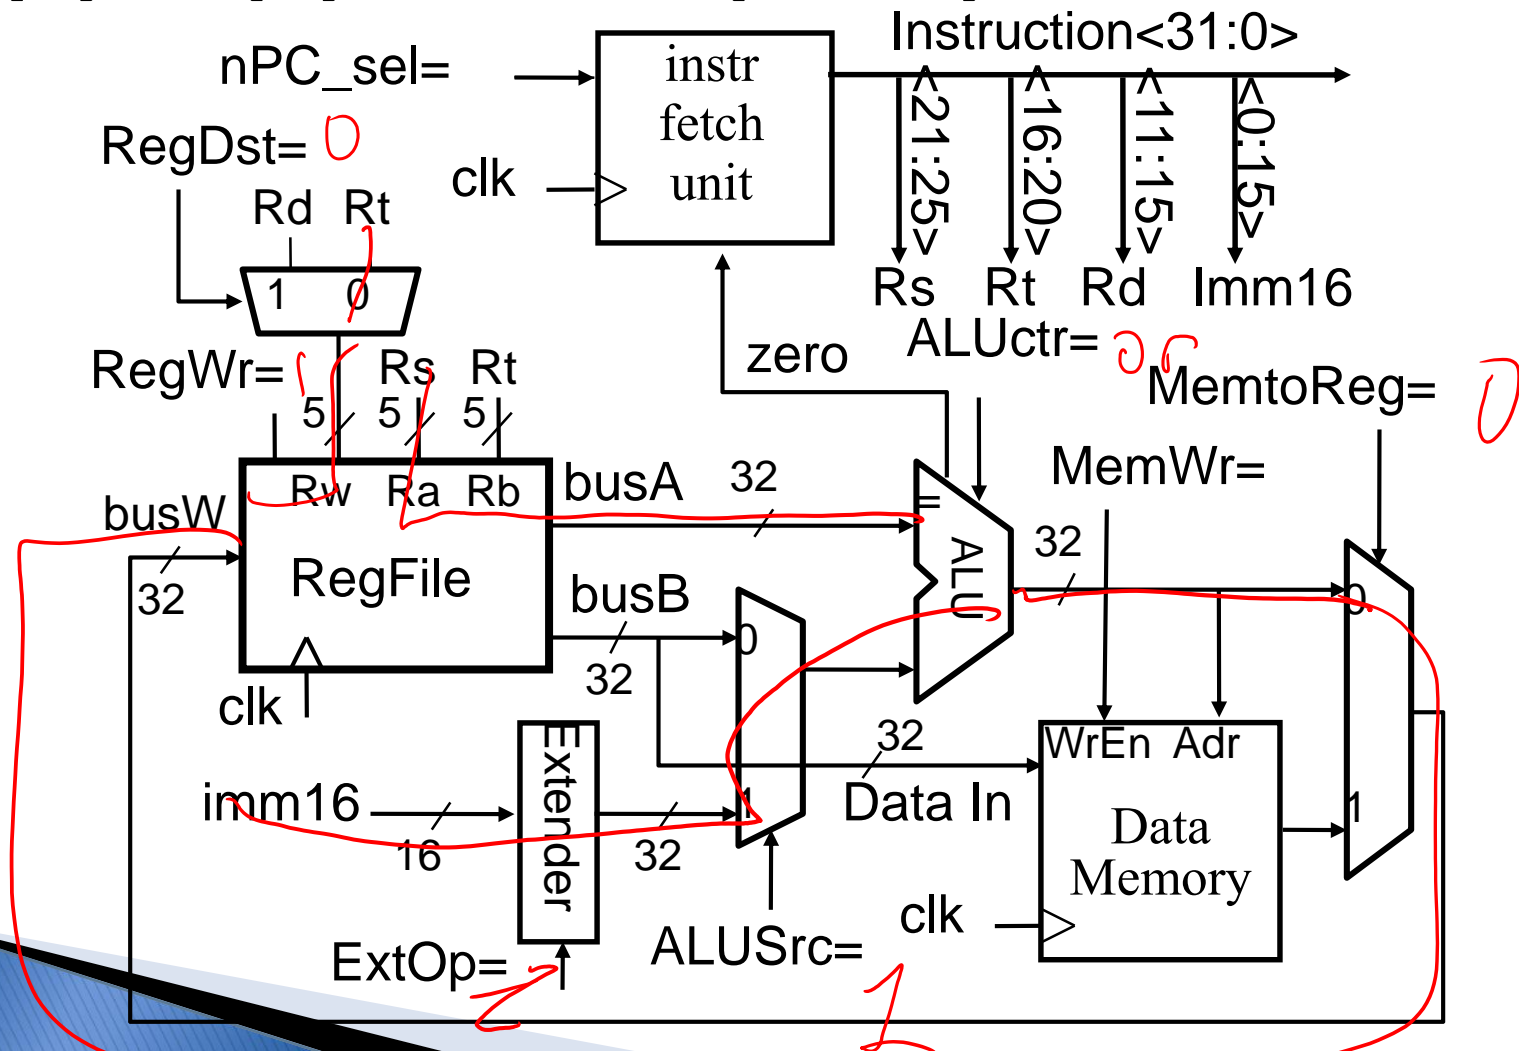 Instruction<31:0>
nPC_sel=
instr
fetch
unit
RegDst= 0
clk
<21:25>
<16:20>
<11:15>
<0:15>
Rd Rt
1 0
Rs Rt Rd Imm16
zero
ALUctr= or
RegWr= 1
Rs Rt
MemtoReg= 0
5 5 5
busW
32
Rw Ra Rb
RegFile
clk
busA
32
=
ALU
32
MemWr=
busB
32
0
1
0
1
imm16
16
Extender
32
32
Data In
WrEn Adr
Data
Memory
clk
ExtOp=
ALUSrc= 1